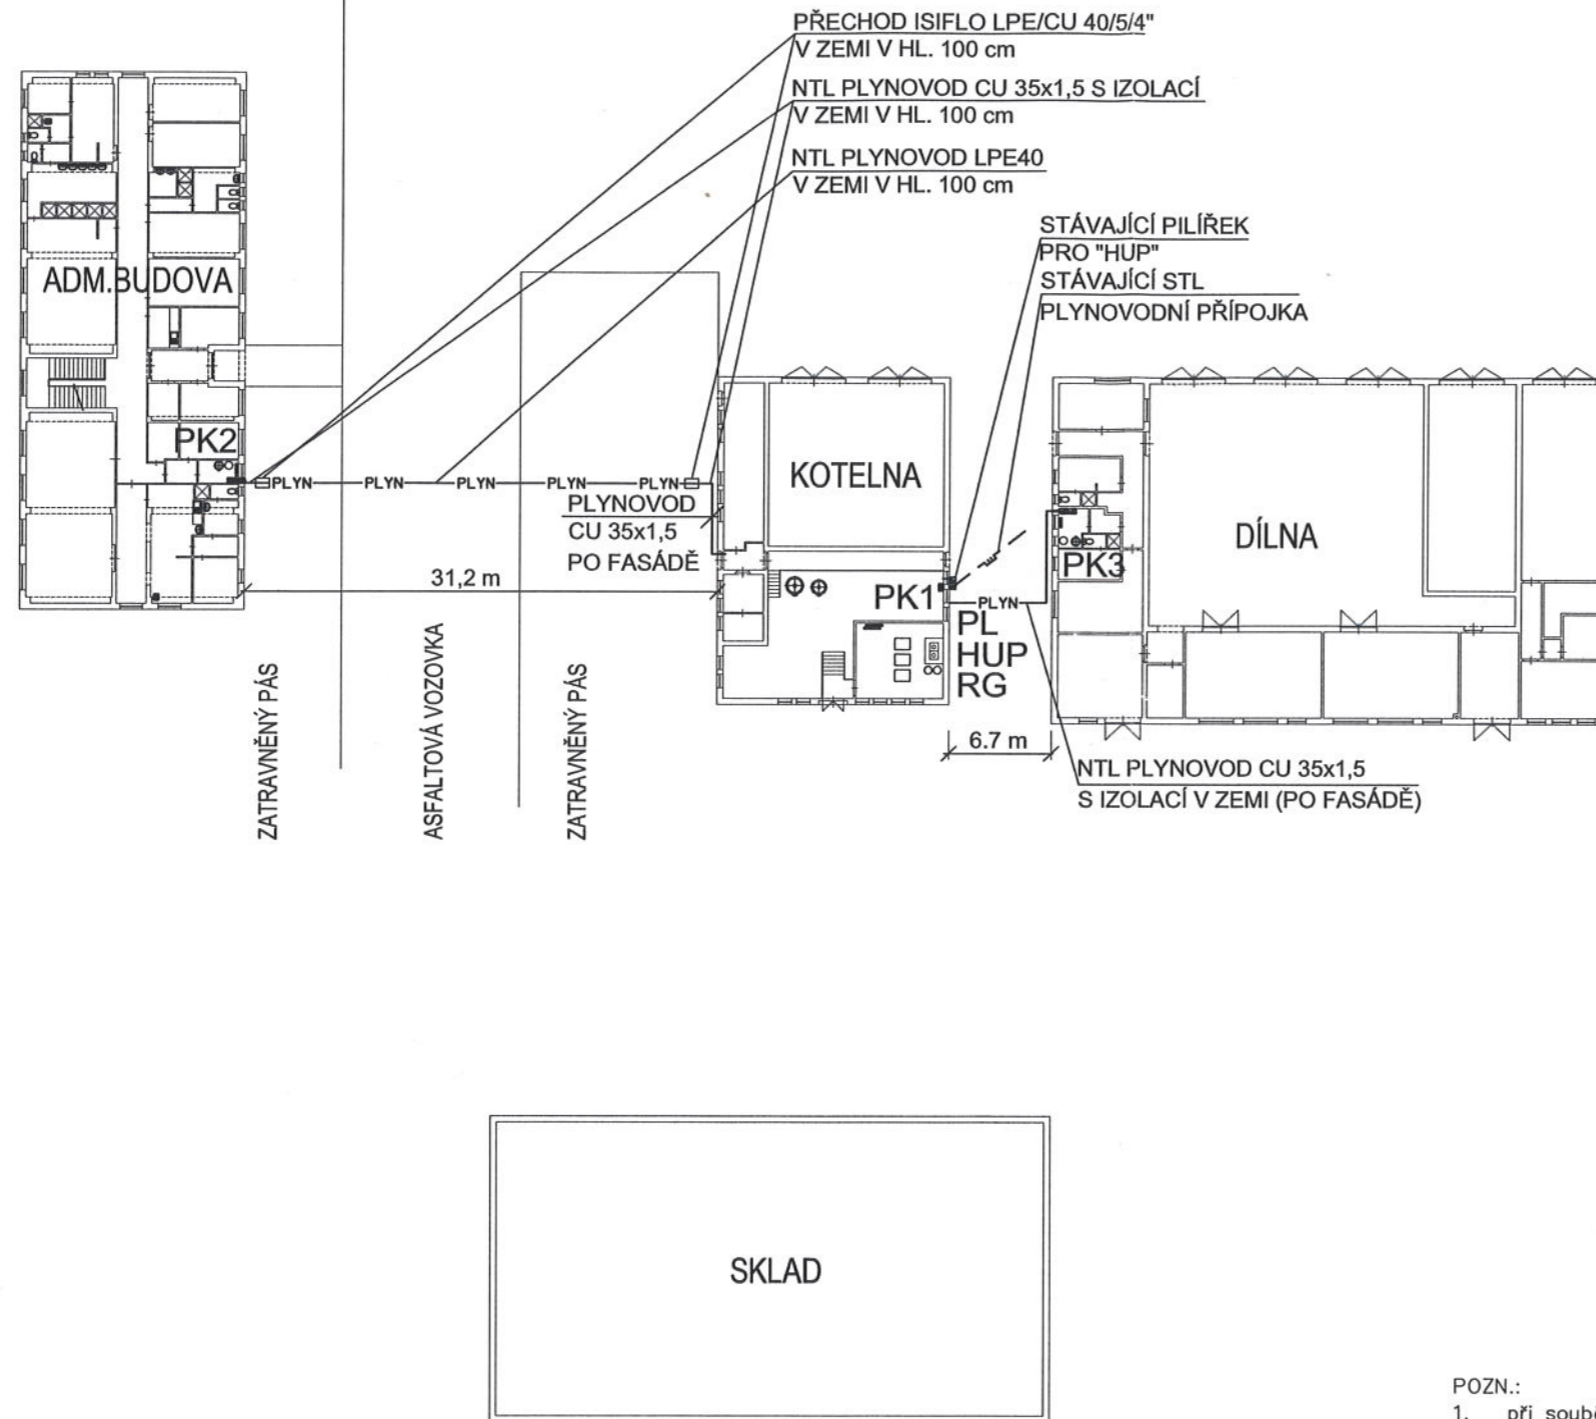 PŘECHOD ISIFLO LPE/CU 40/5/4"
V ZEMI V HL. 100 cm
NTL PLYNOVOD CU 35x1,5 S IZOLACÍ
V ZEMI V HL. 100 cm
NTL PLYNOVOD LPE40
V ZEMI V HL. 100 cm
STÁVAJÍCÍ PILÍŘEK
PRO "HUP"
STÁVAJÍCÍ STL
PLYNOVODNÍ PŘÍPOJKA
ADM.BUDOVA
PK2
PLYN PLYN PLYN PLYN PLYN
PLYNOVOD
CU 35x1,5
PO FASÁDĚ
31,2 m
KOTELNA
PK1
PLYN
PL
HUP
RG
DÍLNA
PK3
6.7 m
NTL PLYNOVOD CU 35x1,5
S IZOLACÍ V ZEMI (PO FASÁDĚ)
ZATRAVNĚNÝ PÁS
ASFALTOVÁ VOZOVKA
ZATRAVNĚNÝ PÁS
SKLAD
POZN.:
1. při soub